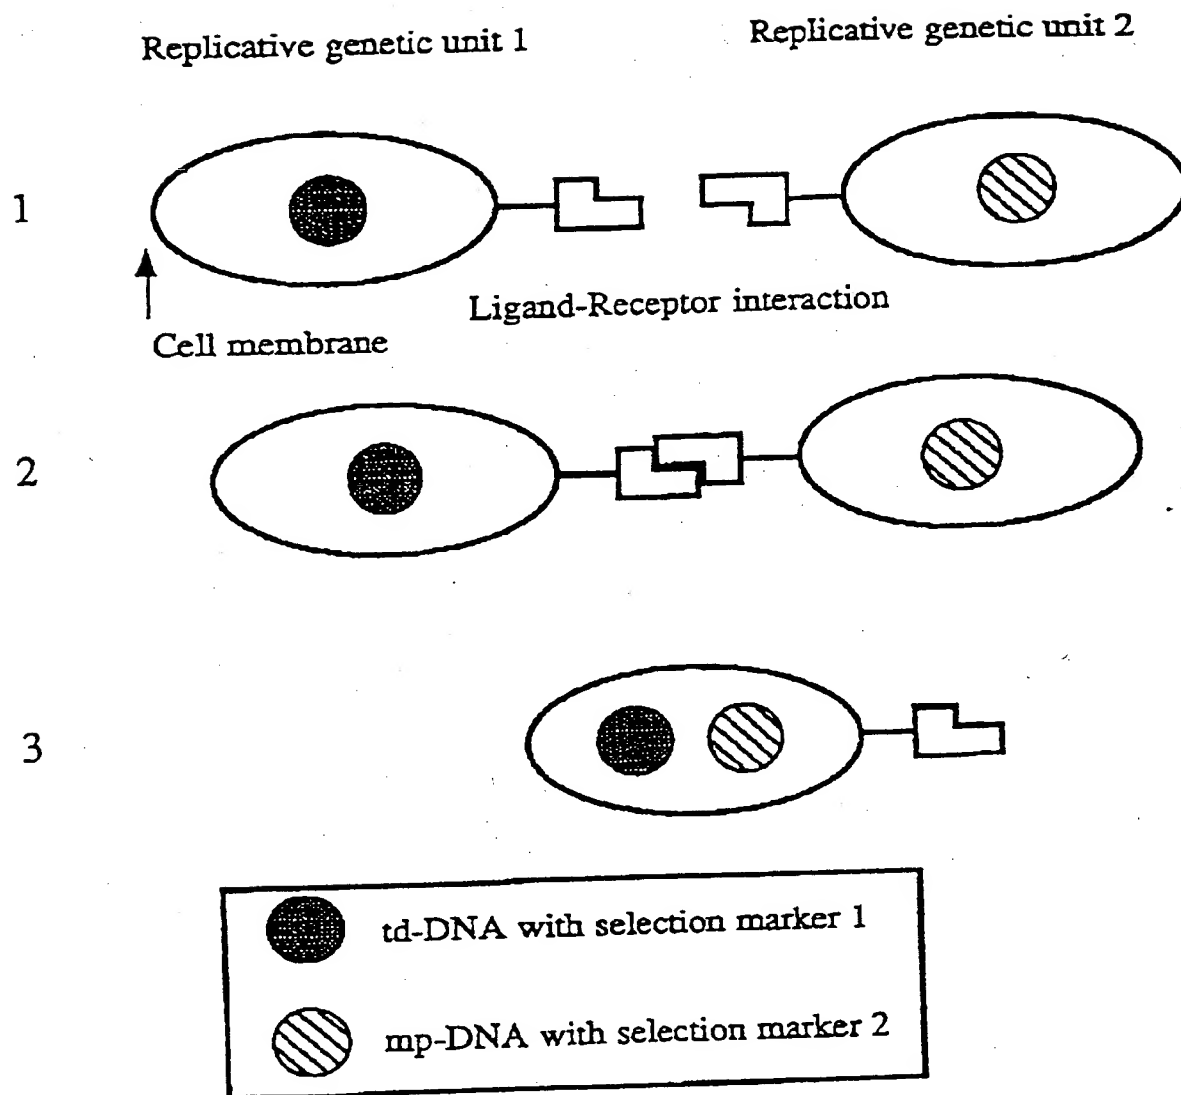 Replicative genetic unit 1
Replicative genetic unit 2
1
Ligand-Receptor interaction
Cell membrane
2
3
td-DNA with selection marker 1
mp-DNA with selection marker 2